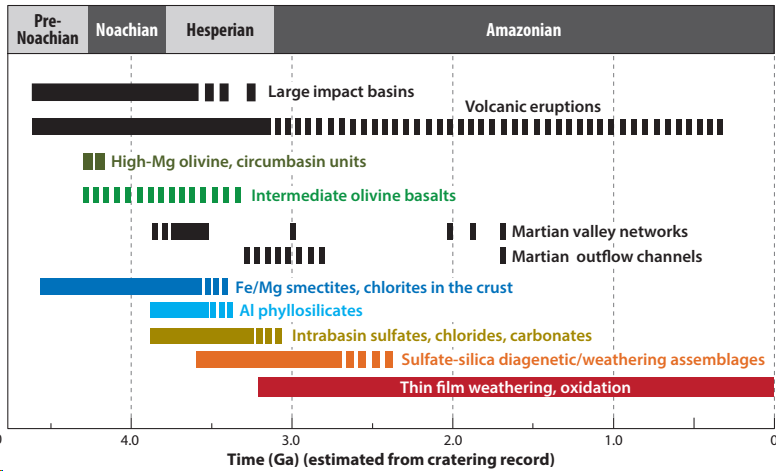 Pre-
Noachian
Noachian
Hesperian
Amazonian
Large impact basins
Volcanic eruptions
High-Mg olivine, circumbasin units
Intermediate olivine basalts
Martian valley networks
Martian outflow channels
Fe/Mg smectites, chlorites in the crust
Al phyllosilicates
Intrabasin sulfates, chlorides, carbonates
Sulfate-silica diagenetic/weathering assemblages
Thin film weathering, oxidation
4.0 3.0 2.0 1.0 0
Time (Ga) (estimated from cratering record)